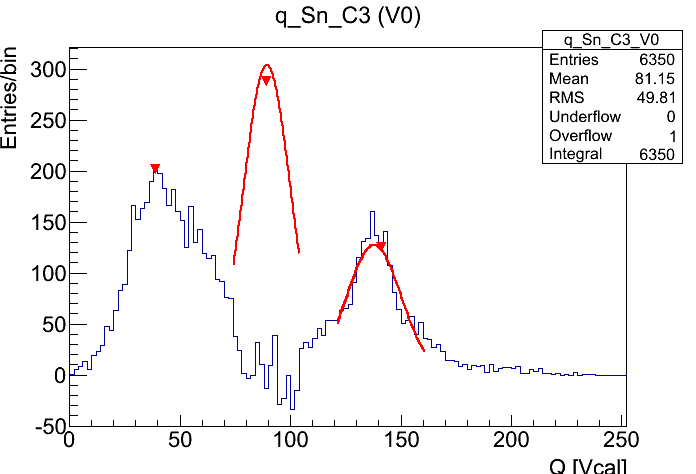 q_Sn_C3 (V0)
q_Sn_C3_V0
Entries 6350
Mean 81.15
RMS 49.81
Underflow 0
Overflow 1
Integral 6350
Entries/bin
300
250
200
150
100
50
0
-50
0 50 100 150 200 250
Q [Vcal]